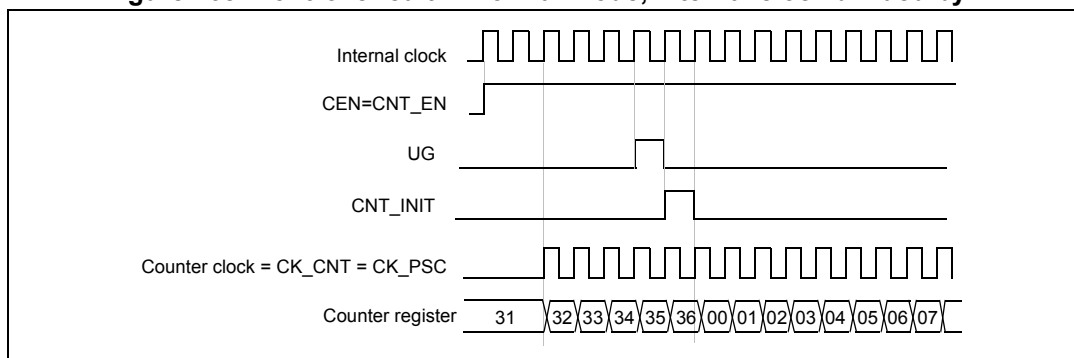 Internal clock
CEN=CNT_EN
UG
CNT_INIT
Counter clock = CK_CNT = CK_PSC
Counter register 31 32 33 34 35 36 00 01 02 03 04 05 06 07